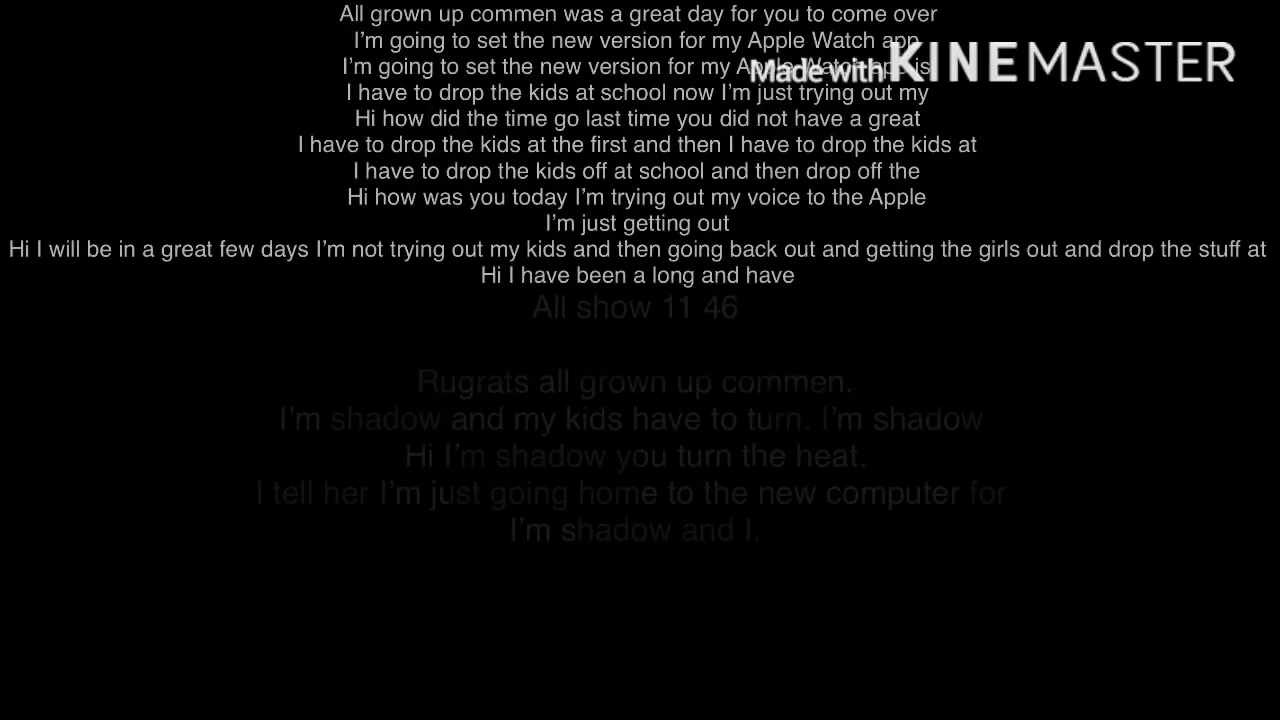 All grown up commen was a great day for you to come over
I'm going to set the new version for my Apple Watch app
I'm going to set the new version for my Apple Watch app is
Made with KINEMASTER
I have to drop the kids at school now I'm just trying out my
Hi how did the time go last time you did not have a great
I have to drop the kids at the first and then I have to drop the kids at
I have to drop the kids off at school and then drop off the
Hi how was you today I'm trying out my voice to the Apple
I'm just getting out
Hi I will be in a great few days I'm not trying out my kids and then going back out and getting the girls out and drop the stuff at
Hi I have been a long and have
All show 11 46
Rugrats all grown up commen.
I'm shadow and my kids have to turn. I'm shadow
Hi I'm shadow you turn the heat.
I tell her I'm just going home to the new computer for
I'm shadow and I.